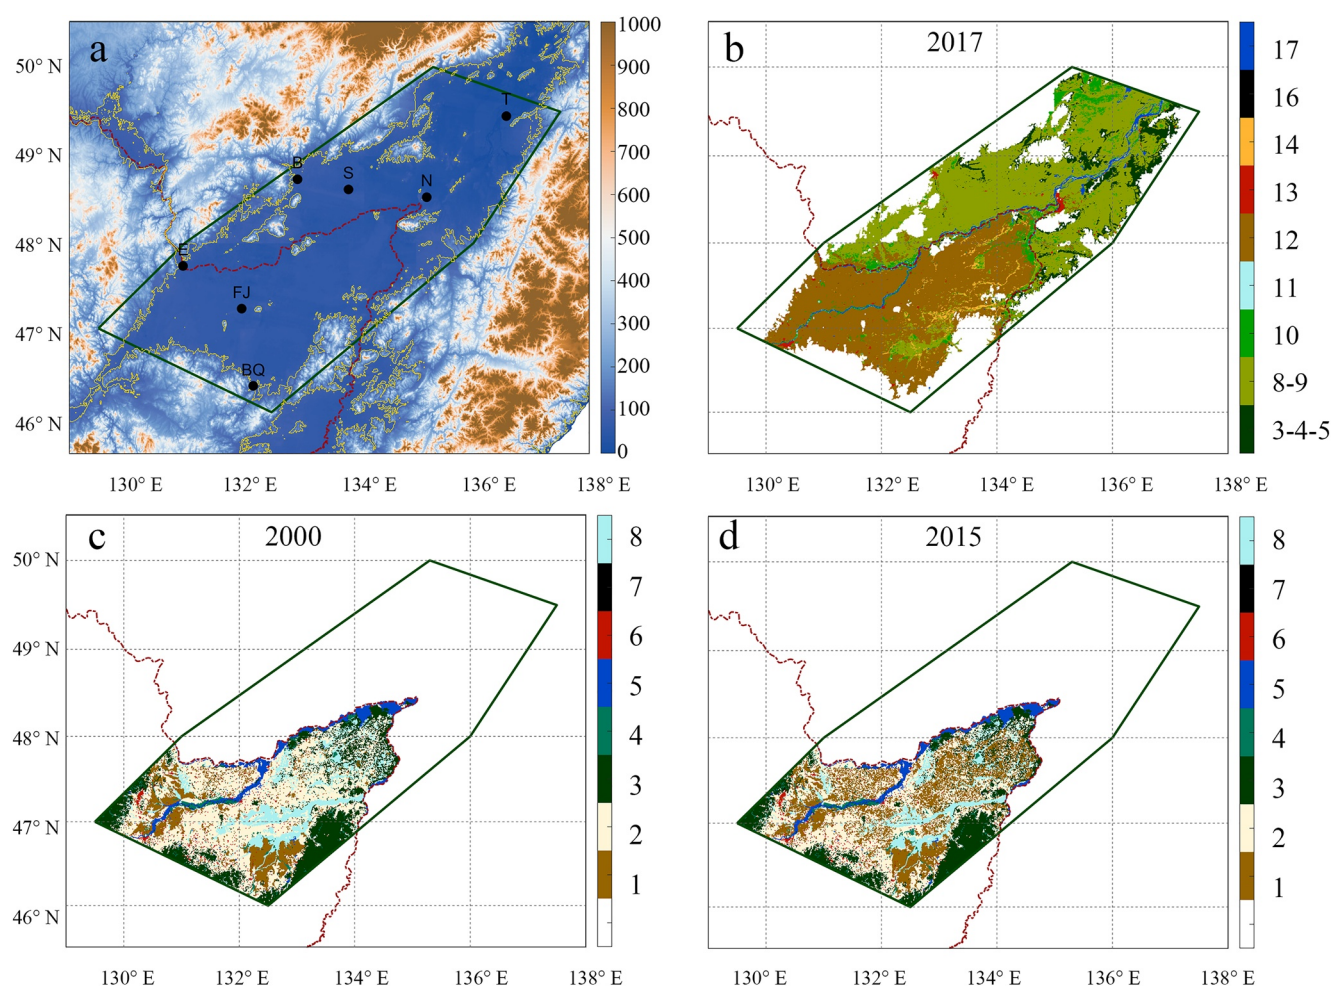 a
50° N
49° N
48° N
47° N
46° N
T
B
S
N
E
FJ
BQ
130° E 132° E 134° E 136° E 138° E
1000
900
800
700
600
500
400
300
200
100
0
b
2017
130° E 132° E 134° E 136° E 138° E
17
16
14
13
12
11
10
8-9
3-4-5
c
2000
50° N
49° N
48° N
47° N
46° N
130° E 132° E 134° E 136° E 138° E
8
7
6
5
4
3
2
1
d
2015
130° E 132° E 134° E 136° E 138° E
8
7
6
5
4
3
2
1